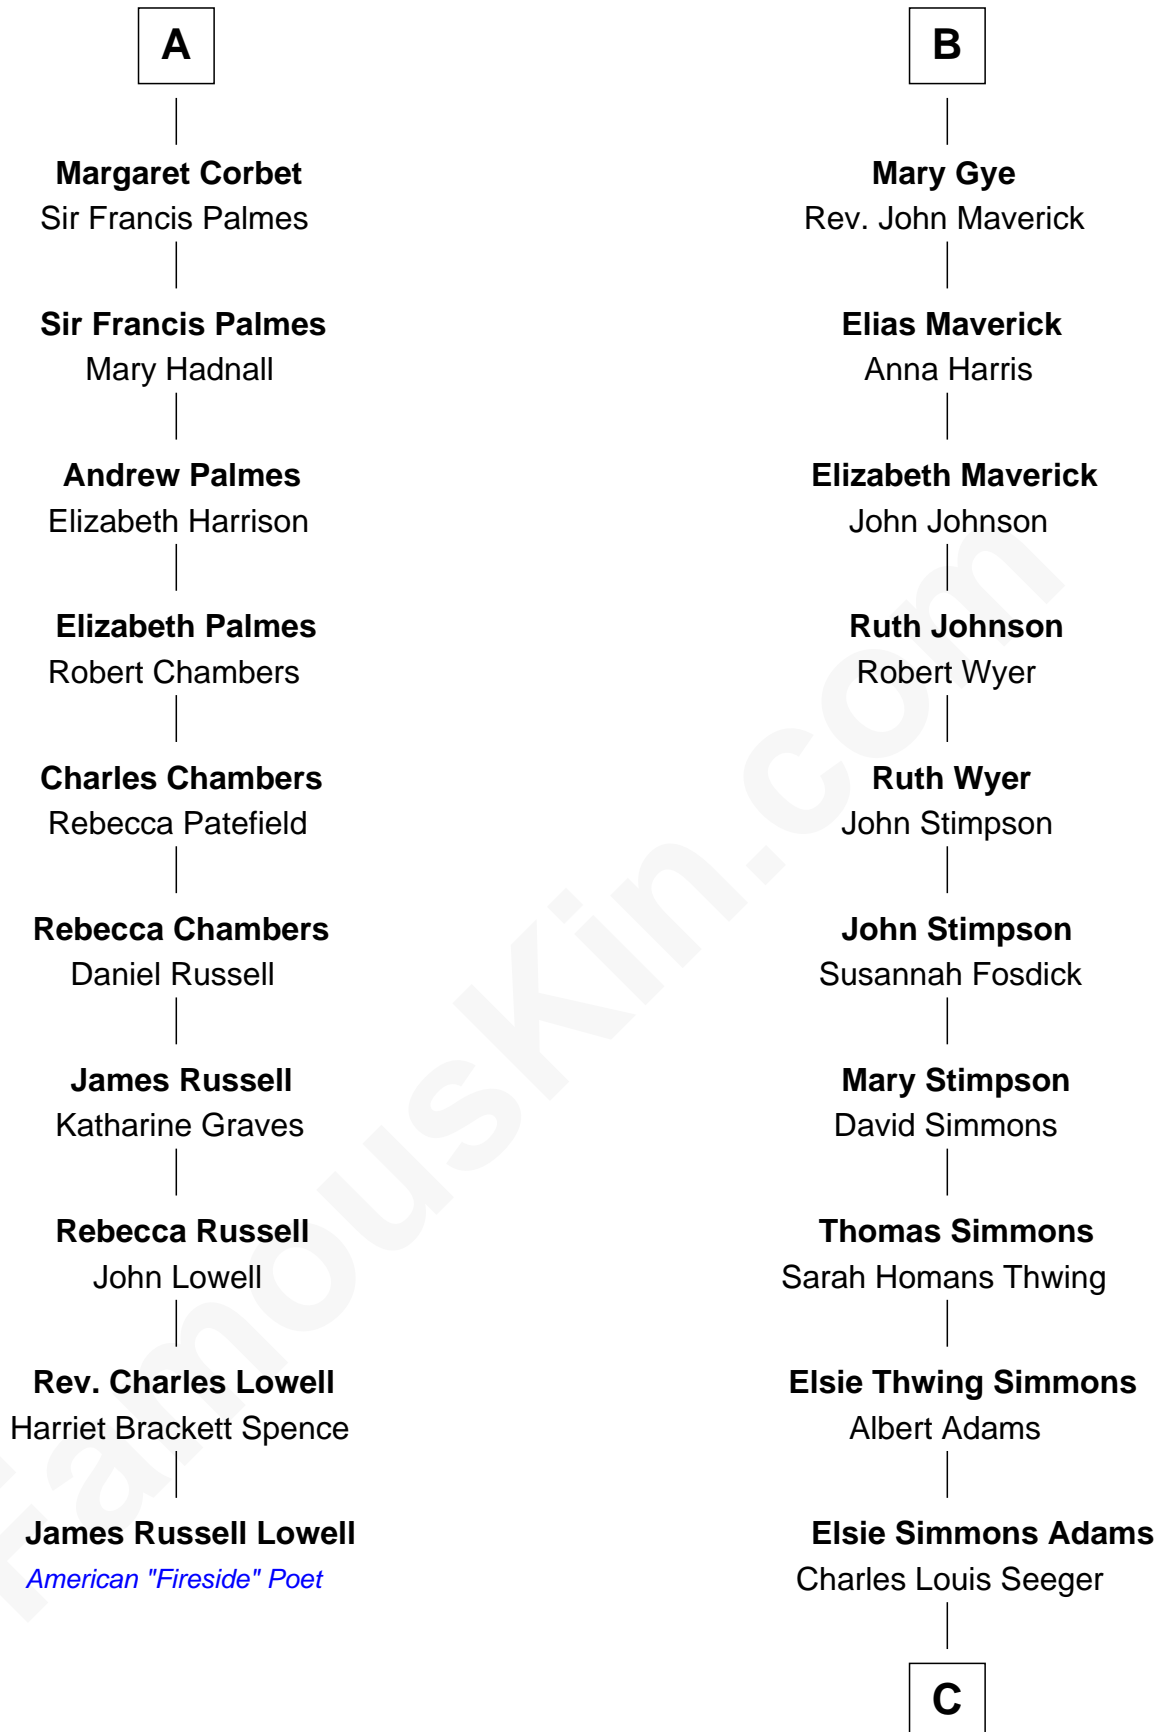 A
Margaret Corbet
Sir Francis Palmes
Sir Francis Palmes
Mary Hadnall
Andrew Palmes
Elizabeth Harrison
Elizabeth Palmes
Robert Chambers
Charles Chambers
Rebecca Patefield
Rebecca Chambers
Daniel Russell
James Russell
Katharine Graves
Rebecca Russell
John Lowell
Rev. Charles Lowell
Harriet Brackett Spence
James Russell Lowell
American "Fireside" Poet
B
Mary Gye
Rev. John Maverick
Elias Maverick
Anna Harris
Elizabeth Maverick
John Johnson
Ruth Johnson
Robert Wyer
Ruth Wyer
John Stimpson
John Stimpson
Susannah Fosdick
Mary Stimpson
David Simmons
Thomas Simmons
Sarah Homans Thwing
Elsie Thwing Simmons
Albert Adams
Elsie Simmons Adams
Charles Louis Seeger
C
FamousKin.com